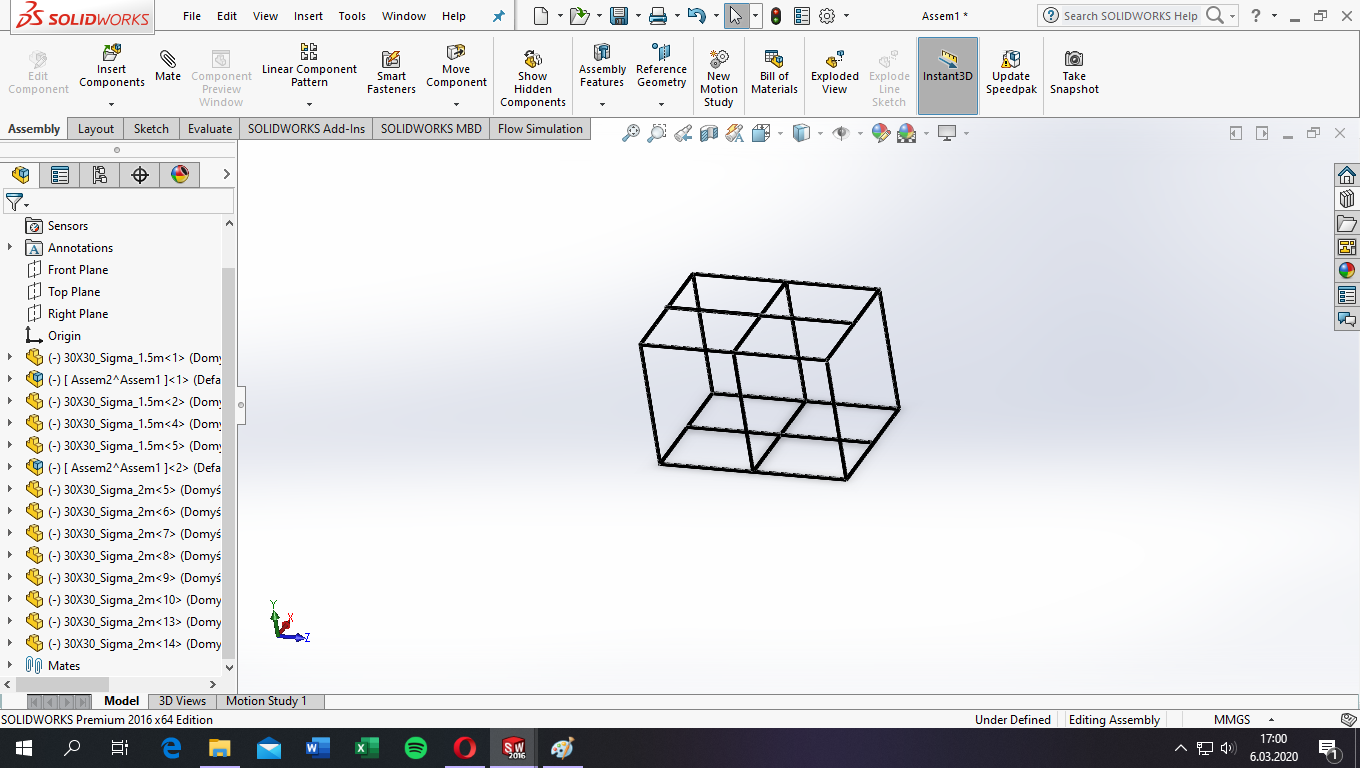 SOLIDWORKS
File Edit View Insert Tools Window Help
Assem1 *
Search SOLIDWORKS Help
?
Edit Component
Insert Components
Mate
Component Preview Window
Linear Component Pattern
Smart Fasteners
Move Component
Show Hidden Components
Assembly Features
Reference Geometry
New Motion Study
Bill of Materials
Exploded View
Explode Line Sketch
Instant3D
Update Speedpak
Take Snapshot
Assembly Layout Sketch Evaluate SOLIDWORKS Add-Ins SOLIDWORKS MBD Flow Simulation
Sensors
Annotations
Front Plane
Top Plane
Right Plane
Origin
(-) 30X30_Sigma_1.5m<1> (Domy
(-) [ Assem2^Assem1 ]<1> (Defa
(-) 30X30_Sigma_1.5m<2> (Domy
(-) 30X30_Sigma_1.5m<4> (Domy
(-) 30X30_Sigma_1.5m<5> (Domy
(-) [ Assem2^Assem1 ]<2> (Defa
(-) 30X30_Sigma_2m<5> (Domyś
(-) 30X30_Sigma_2m<6> (Domyś
(-) 30X30_Sigma_2m<7> (Domyś
(-) 30X30_Sigma_2m<8> (Domyś
(-) 30X30_Sigma_2m<9> (Domyś
(-) 30X30_Sigma_2m<10> (Domy
(-) 30X30_Sigma_2m<13> (Domy
(-) 30X30_Sigma_2m<14> (Domy
Mates
Y
X
Z
Model 3D Views Motion Study 1
SOLIDWORKS Premium 2016 x64 Edition
Under Defined Editing Assembly MMGS
SW 2016
17:00
6.03.2020
1